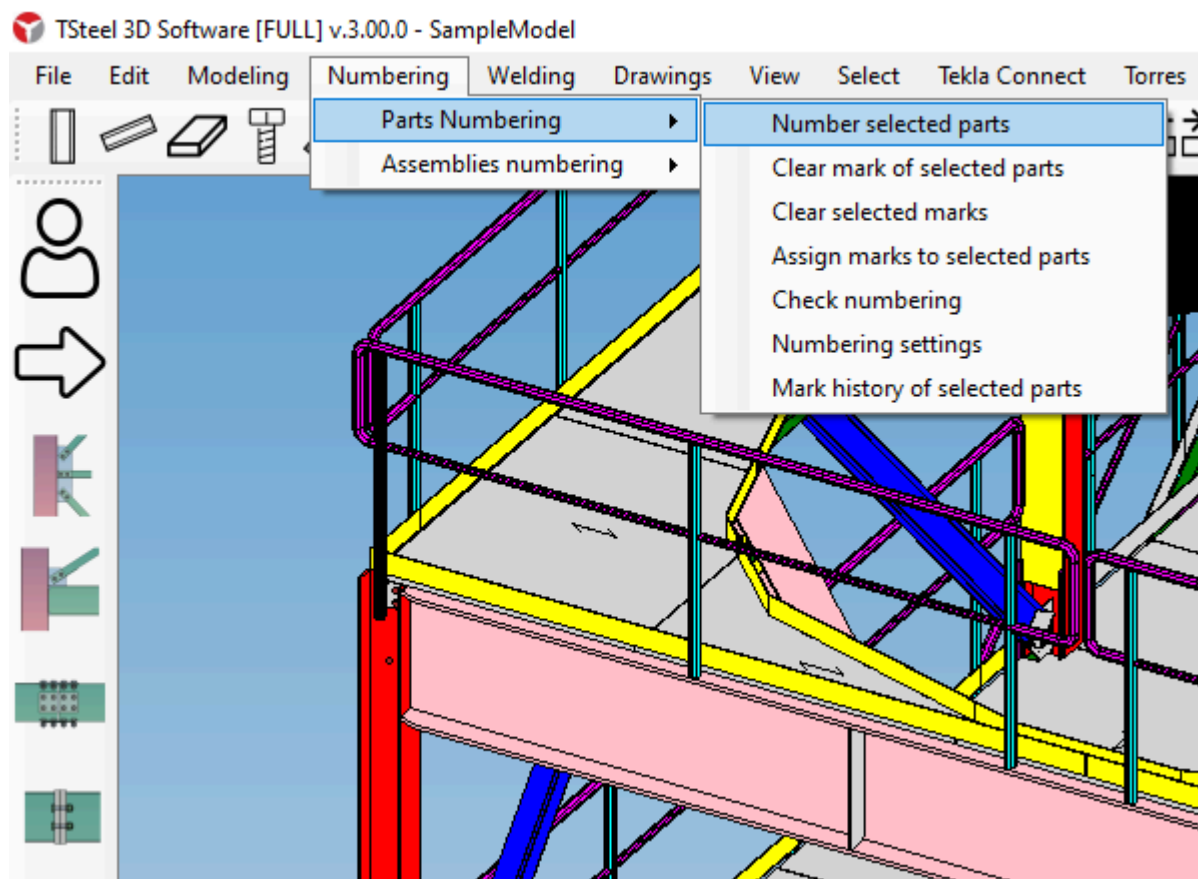 TSteel 3D Software [FULL] v.3.00.0 - SampleModel
File Edit Modeling Numbering Welding Drawings View Select Tekla Connect Torres
Parts Numbering
Assemblies numbering
Number selected parts
Clear mark of selected parts
Clear selected marks
Assign marks to selected parts
Check numbering
Numbering settings
Mark history of selected parts